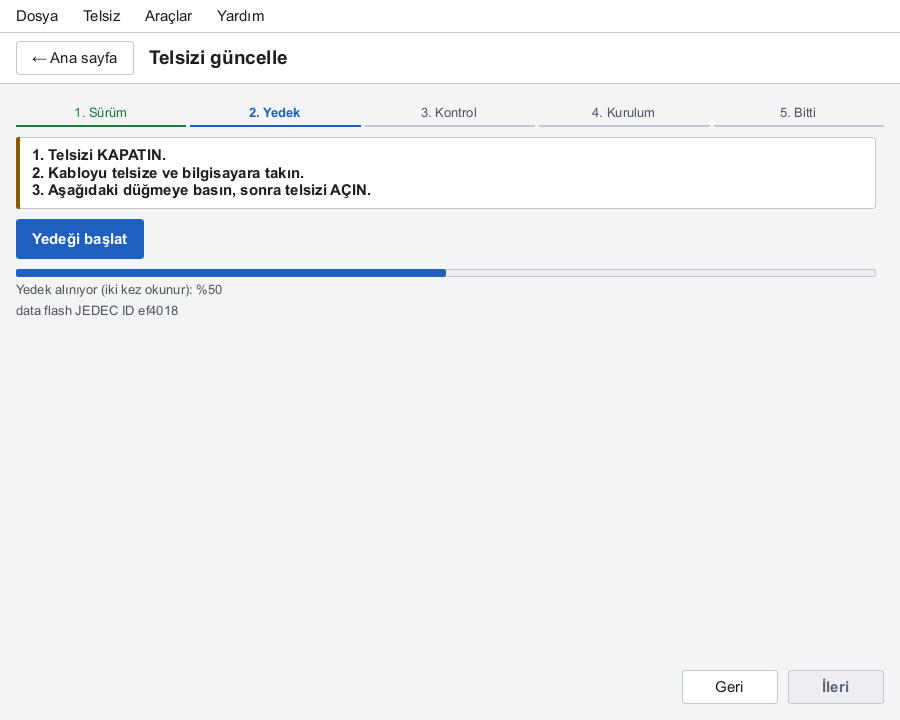 Dosya Telsiz Araçlar Yardım
← Ana sayfa Telsizi güncelle
1. Sürüm 2. Yedek 3. Kontrol 4. Kurulum 5. Bitti
1. Telsizi KAPATIN.
2. Kabloyu telsize ve bilgisayara takın.
3. Aşağıdaki düğmeye basın, sonra telsizi AÇIN.
Yedeği başlat
Yedek alınıyor (iki kez okunur): %50
data flash JEDEC ID ef4018
Geri İleri